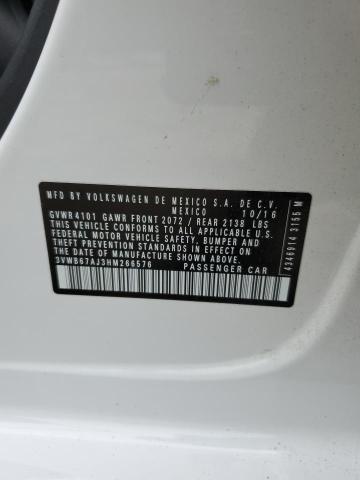 MFD BY VOLKSWAGEN DE MEXICO S.A. DE C.V.
MEXICO 10/16
GVWR 4101 GAWR FRONT 2072 / REAR 2138 LBS
THIS VEHICLE CONFORMS TO ALL APPLICABLE
FEDERAL MOTOR VEHICLE SAFETY, BUMPER AND
THEFT PREVENTION STANDARDS IN EFFECT ON
THE DATE OF MANUFACTURE SHOWN ABOVE.
3VWB67AJ3HM266576 PASSENGER CAR
4346914 3155 M